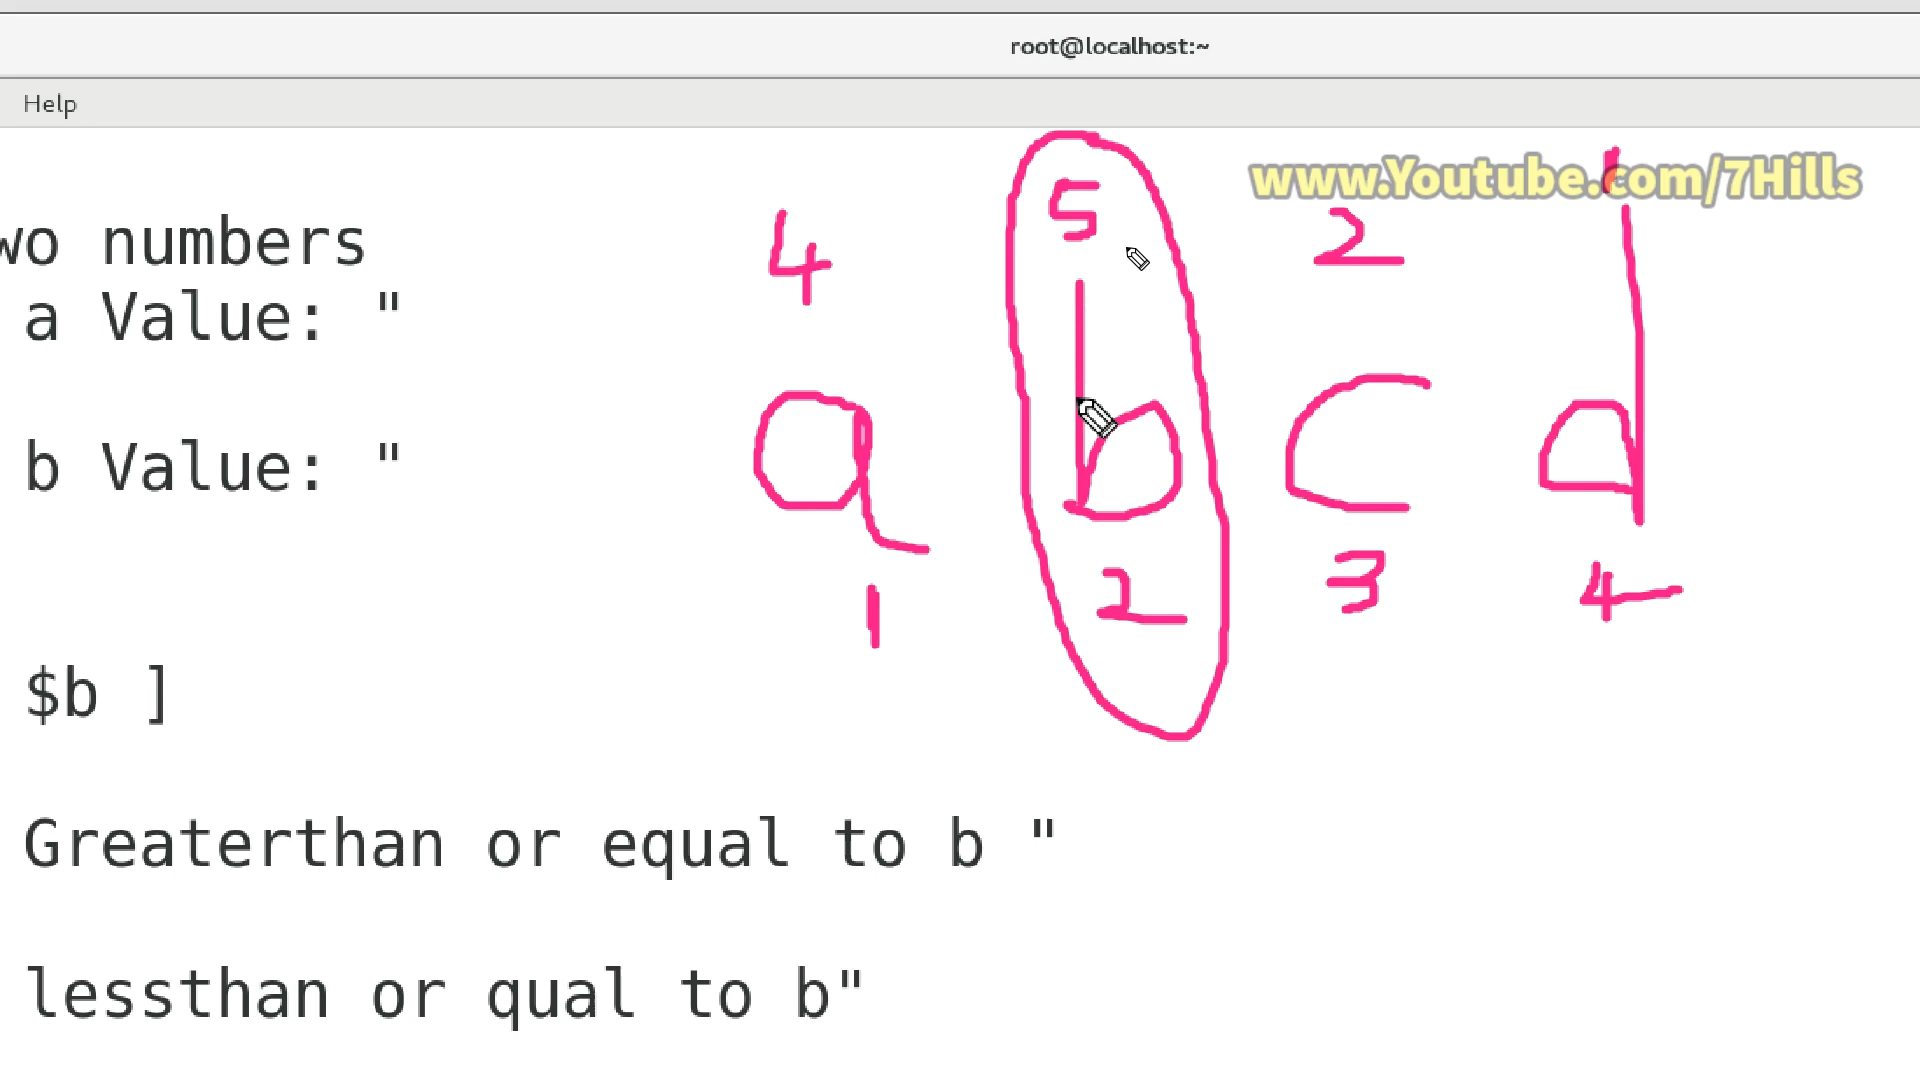 root@localhost:~
Help
www.Youtube.com/7Hills
4 5 2 1
wo numbers
a Value: "
a b c d
b Value: "
1 2 3 4
$b ]
Greaterthan or equal to b "
lessthan or qual to b"